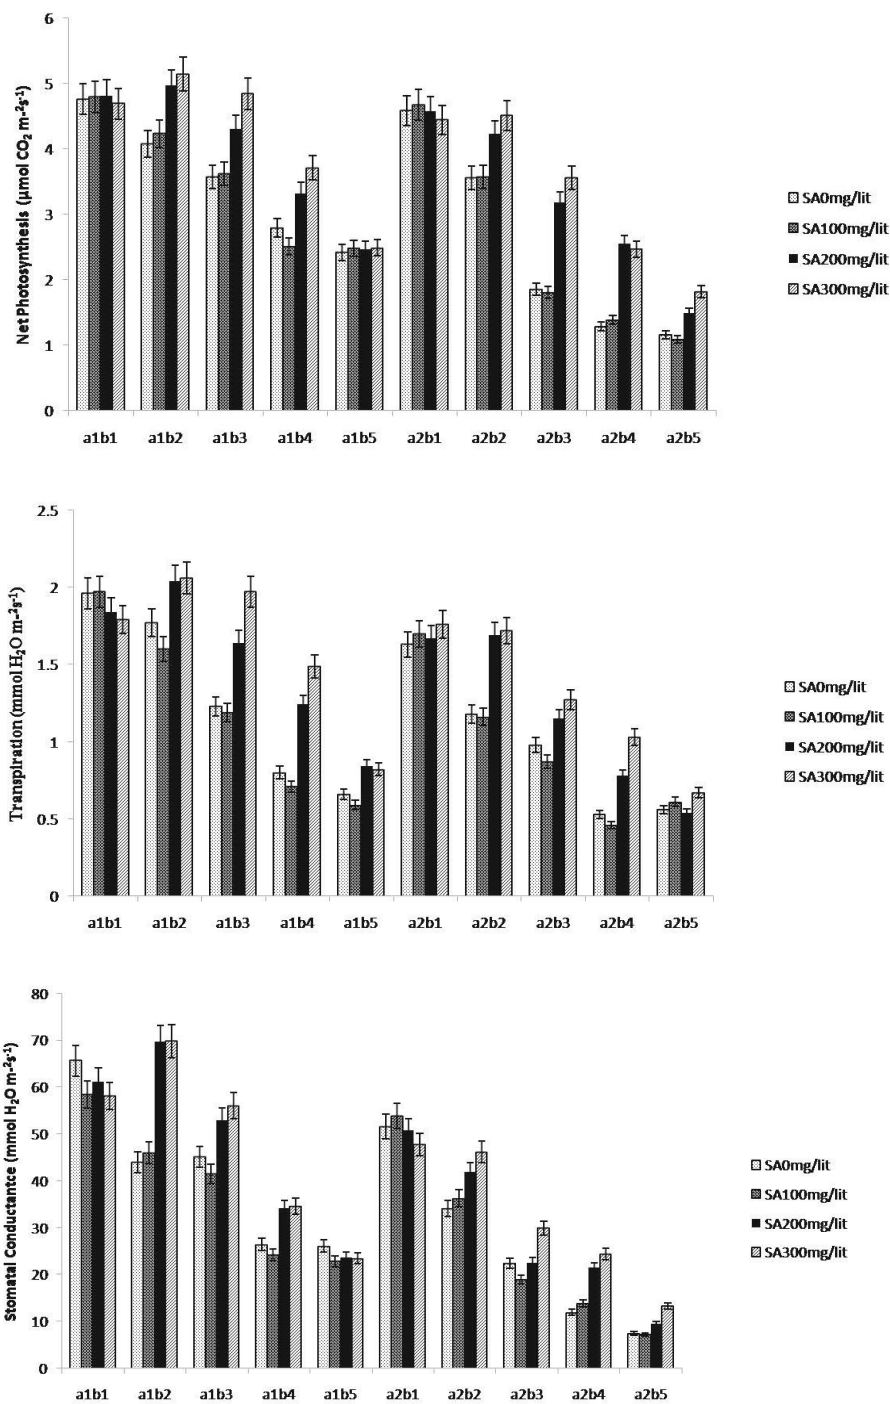 6
5
4
3
2
1
0
Net Photosynthesis (µmol CO₂ m-²s-¹)
a1b1 a1b2 a1b3 a1b4 a1b5 a2b1 a2b2 a2b3 a2b4 a2b5
SA0mg/lit
SA100mg/lit
SA200mg/lit
SA300mg/lit
2.5
2
1.5
1
0.5
0
Transpiration (mmol H₂O m-²s-¹)
a1b1 a1b2 a1b3 a1b4 a1b5 a2b1 a2b2 a2b3 a2b4 a2b5
SA0mg/lit
SA100mg/lit
SA200mg/lit
SA300mg/lit
80
70
60
50
40
30
20
10
0
Stomatal Conductantce (mmol H₂O m-²s-¹)
a1b1 a1b2 a1b3 a1b4 a1b5 a2b1 a2b2 a2b3 a2b4 a2b5
SA0mg/lit
SA100mg/lit
SA200mg/lit
SA300mg/lit